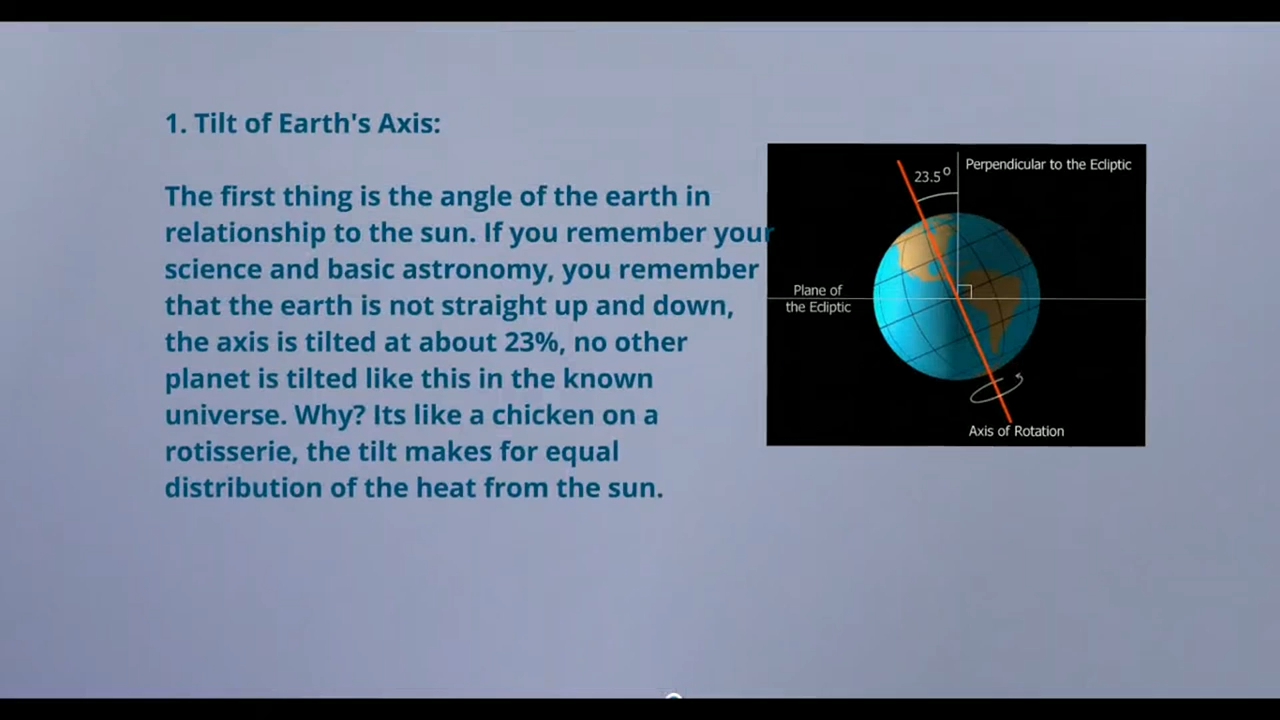 1. Tilt of Earth's Axis:
The first thing is the angle of the earth in
relationship to the sun. If you remember your
science and basic astronomy, you remember
that the earth is not straight up and down,
the axis is tilted at about 23%, no other
planet is tilted like this in the known
universe. Why? Its like a chicken on a
rotisserie, the tilt makes for equal
distribution of the heat from the sun.
23.5°
Perpendicular to the Ecliptic
Plane of
the Ecliptic
Axis of Rotation